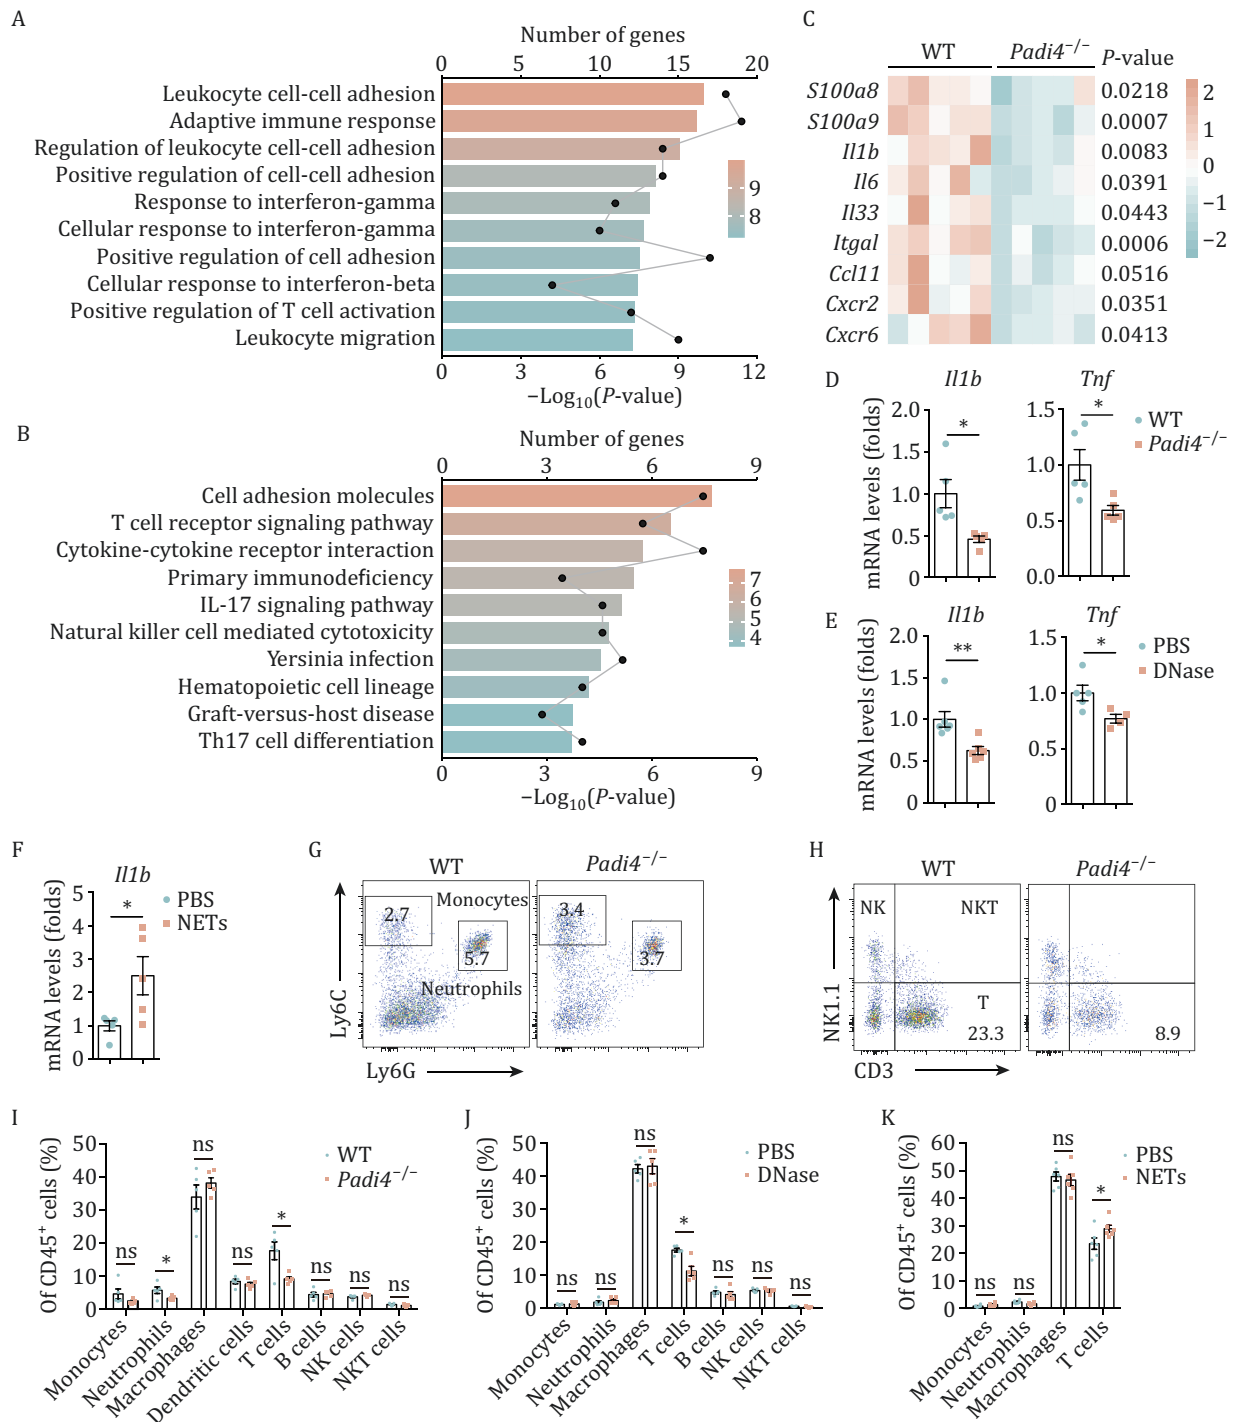 A
Number of genes
0 5 10 15 20
Leukocyte cell-cell adhesion
Adaptive immune response
Regulation of leukocyte cell-cell adhesion
Positive regulation of cell-cell adhesion
Response to interferon-gamma
Cellular response to interferon-gamma
Positive regulation of cell adhesion
Cellular response to interferon-beta
Positive regulation of T cell activation
Leukocyte migration
9
8
0 3 6 9 12
−Log10(P-value)
B
Number of genes
0 3 6 9
Cell adhesion molecules
T cell receptor signaling pathway
Cytokine-cytokine receptor interaction
Primary immunodeficiency
IL-17 signaling pathway
Natural killer cell mediated cytotoxicity
Yersinia infection
Hematopoietic cell lineage
Graft-versus-host disease
Th17 cell differentiation
7
6
5
4
0 3 6 9
−Log10(P-value)
C
WT Padi4−/− P-value
S100a8 0.0218
S100a9 0.0007
Il1b 0.0083
Il6 0.0391
Il33 0.0443
Itgal 0.0006
Ccl11 0.0516
Cxcr2 0.0351
Cxcr6 0.0413
2
1
0
−1
−2
D
Il1b
mRNA levels (folds)
2.0
1.5
1.0
0.5
0
*
Tnf
1.5
1.0
0.5
0.0
*
WT
Padi4−/−
E
Il1b
mRNA levels (folds)
2.0
1.5
1.0
0.5
0
**
Tnf
1.5
1.0
0.5
0
*
PBS
DNase
F
Il1b
mRNA levels (folds)
5
4
3
2
1
0
*
PBS
NETs
G
WT Padi4−/−
2.7
Monocytes
5.7
Neutrophils
3.4
3.7
Ly6C
Ly6G
H
WT Padi4−/−
NK NKT
T
23.3
8.9
NK1.1
CD3
I
Of CD45+ cells (%)
50
40
30
20
10
0
WT
Padi4−/−
ns * ns ns * ns ns ns
Monocytes
Neutrophils
Macrophages
Dendritic cells
T cells
B cells
NK cells
NKT cells
J
Of CD45+ cells (%)
50
40
30
20
10
0
PBS
DNase
ns ns ns * ns ns ns
Monocytes
Neutrophils
Macrophages
T cells
B cells
NK cells
NKT cells
K
Of CD45+ cells (%)
60
50
40
30
20
10
0
PBS
NETs
ns ns ns *
Monocytes
Neutrophils
Macrophages
T cells